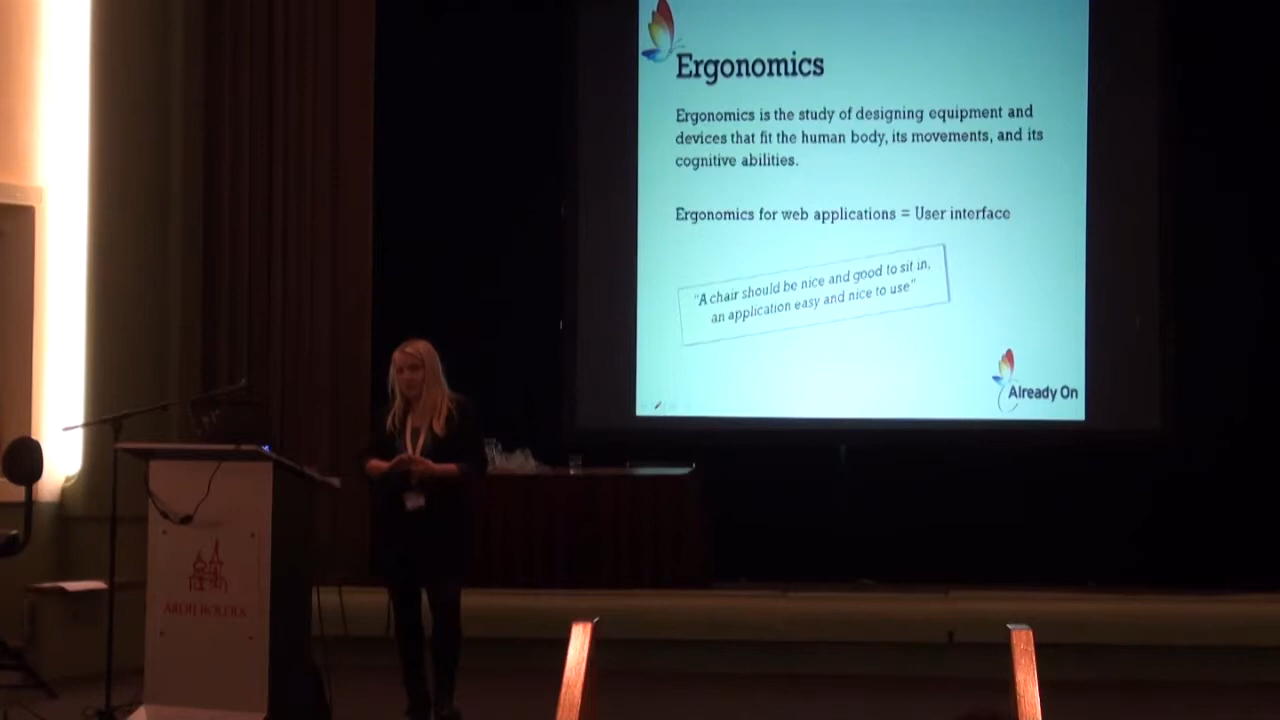 Ergonomics
Ergonomics is the study of designing equipment and
devices that fit the human body, its movements, and its
cognitive abilities.
Ergonomics for web applications = User interface
"A chair should be nice and good to sit in,
an application easy and nice to use"
Already On